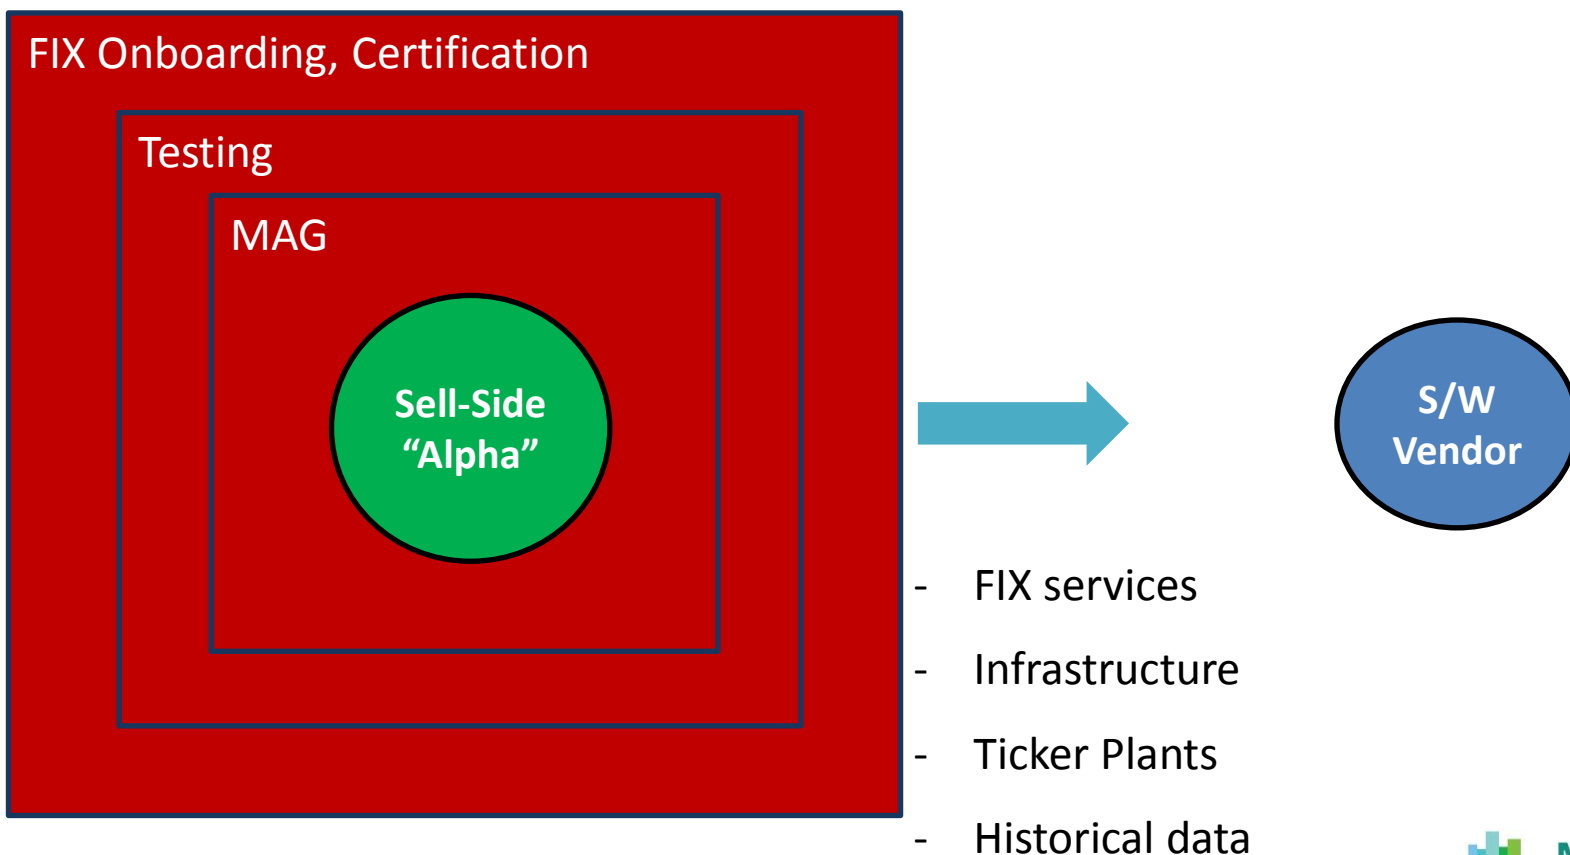 FIX Onboarding, Certification
Testing
MAG
Sell-Side
“Alpha”
S/W
Vendor
- FIX services
- Infrastructure
- Ticker Plants
- Historical data